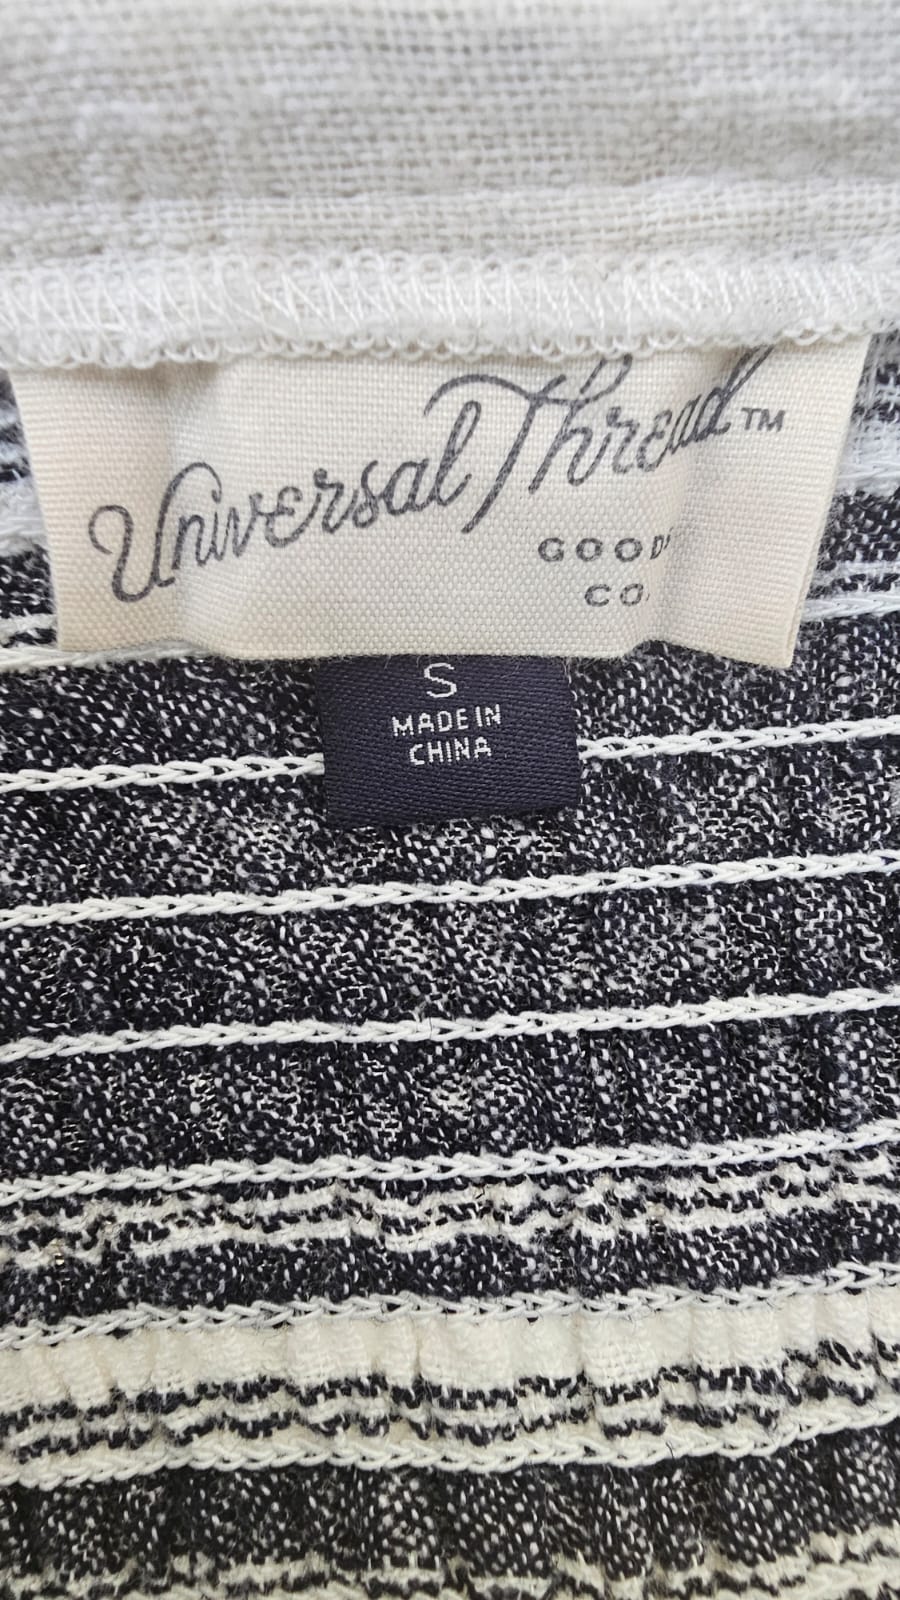 Universal Thread™
GOOD
CO.
S
MADE IN
CHINA